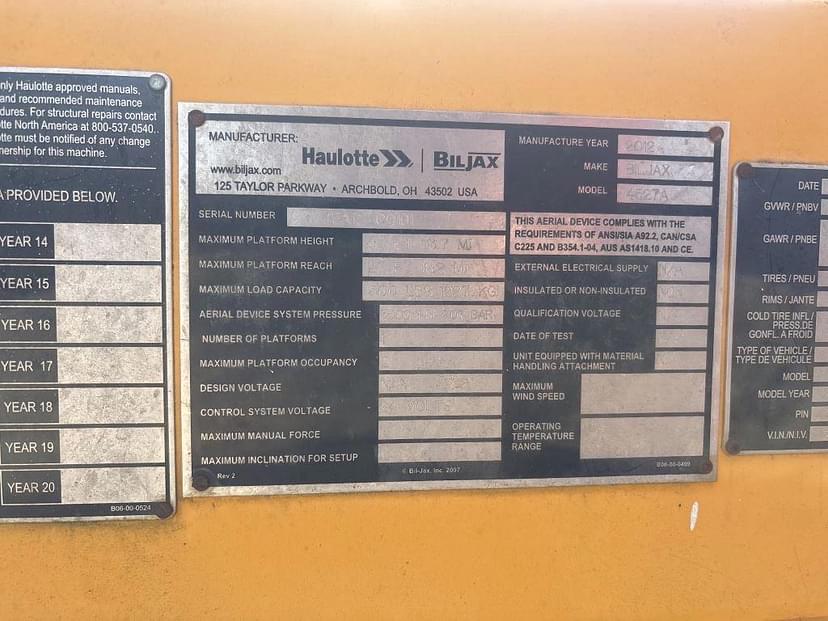 nly Haulotte approved manuals,
and recommended maintenance
dures. For structural repairs contact
otte North America at 800-537-0540..
tte must be notified of any change
nership for this machine.
A PROVIDED BELOW.
YEAR 14
YEAR 15
YEAR 16
YEAR 17
YEAR 18
YEAR 19
YEAR 20
B06-00-0524
MANUFACTURER:
Haulotte | BILJAX
www.biljax.com
125 TAYLOR PARKWAY • ARCHBOLD, OH 43502 USA
SERIAL NUMBER
MAXIMUM PLATFORM HEIGHT
MAXIMUM PLATFORM REACH
MAXIMUM LOAD CAPACITY
AERIAL DEVICE SYSTEM PRESSURE
NUMBER OF PLATFORMS
MAXIMUM PLATFORM OCCUPANCY
DESIGN VOLTAGE
CONTROL SYSTEM VOLTAGE
MAXIMUM MANUAL FORCE
MAXIMUM INCLINATION FOR SETUP
Rev 2
© Bil-Jax, Inc. 2007
MANUFACTURE YEAR 2012
MAKE BILJAX
MODEL 4527A
THIS AERIAL DEVICE COMPLIES WITH THE
REQUIREMENTS OF ANSI/SIA A92.2, CAN/CSA
C225 AND B354.1-04, AUS AS1418.10 AND CE.
EXTERNAL ELECTRICAL SUPPLY N/A
INSULATED OR NON-INSULATED
QUALIFICATION VOLTAGE
DATE OF TEST
UNIT EQUIPPED WITH MATERIAL
HANDLING ATTACHMENT
MAXIMUM
WIND SPEED
OPERATING
TEMPERATURE
RANGE
B06-00-0499
DATE
GVWR / PNBV
GAWR / PNBE
TIRES / PNEU
RIMS / JANTE
COLD TIRE INFL /
PRESS.DE
GONFL. A FROID
TYPE OF VEHICLE /
TYPE DE VEHICULE
MODEL
MODEL YEAR
PIN
V.I.N./N.I.V.